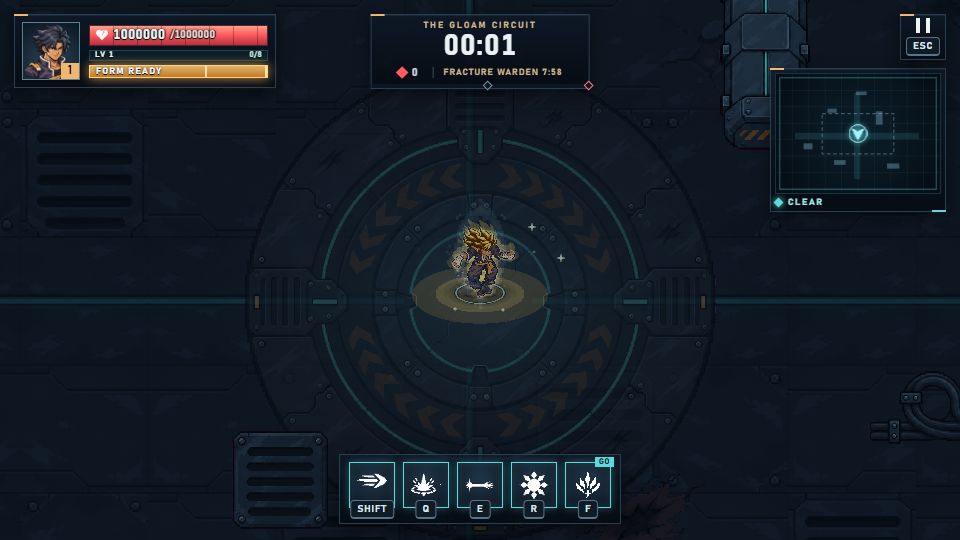 1000000 /1000000
LV 1 0/8
FORM READY
1
THE GLOAM CIRCUIT
00:01
0 FRACTURE WARDEN 7:58
ESC
CLEAR
GO
SHIFT Q E R F